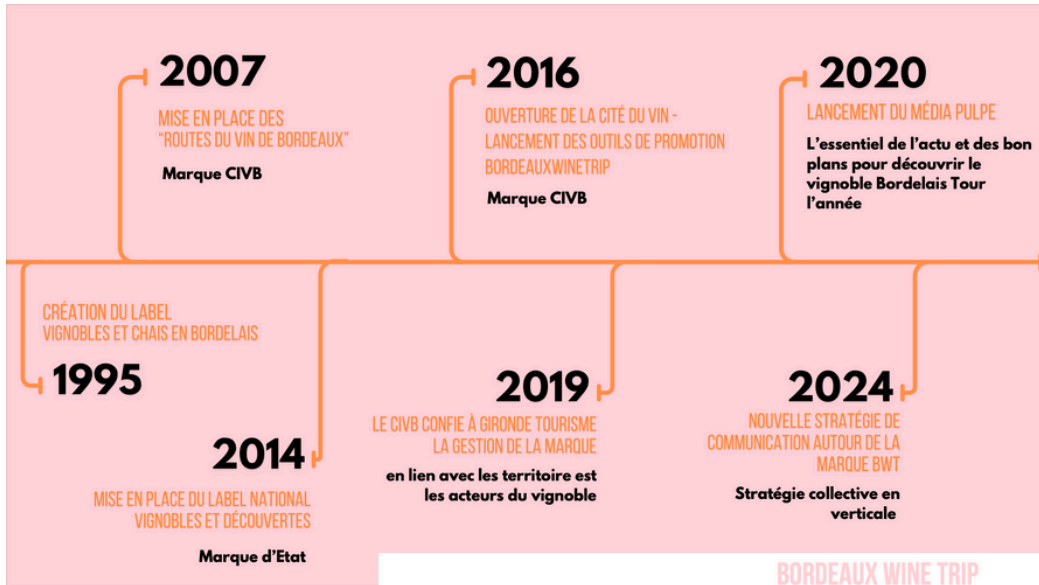 2007
MISE EN PLACE DES
"ROUTES DU VIN DE BORDEAUX"
Marque CIVB
2016
OUVERTURE DE LA CITÉ DU VIN -
LANCEMENT DES OUTILS DE PROMOTION
BORDEAUXWINETRIP
Marque CIVB
2020
LANCEMENT DU MÉDIA PULPE
L'essentiel de l'actu et des bon
plans pour découvrir le
vignoble Bordelais Tour
l'année
CRÉATION DU LABEL
VIGNOBLES ET CHAIS EN BORDELAIS
1995
2014
MISE EN PLACE DU LABEL NATIONAL
VIGNOBLES ET DÉCOUVERTES
Marque d'Etat
2019
LE CIVB CONFIE À GIRONDE TOURISME
LA GESTION DE LA MARQUE
en lien avec les territoire est
les acteurs du vignoble
2024
NOUVELLE STRATÉGIE DE
COMMUNICATION AUTOUR DE LA
MARQUE BWT
Stratégie collective en
verticale
BORDEAUX WINE TRIP